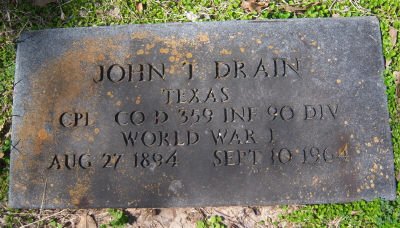 JOHN T DRAIN
TEXAS
CPL CO D 359 INF 90 DIV
WORLD WAR I
AUG 27 1894 SEPT 10 1964